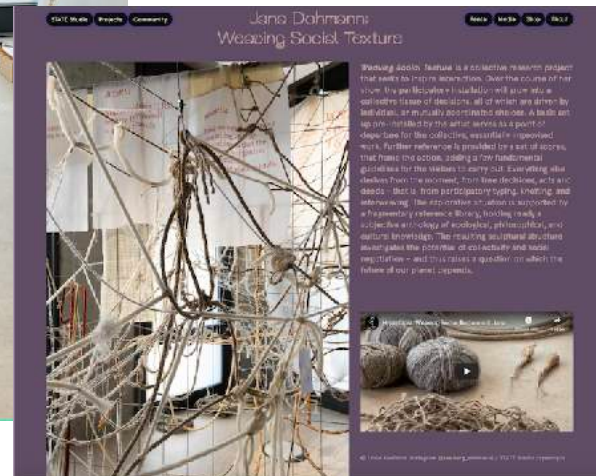 STATE Studio Projects Community
Jana Dahmann:
Weaving Social Texture
Media Shop
Weaving Social Texture is a collective research project
that seeks to inspire interaction. Over the course of her
show, the participatory installation will grow into a
collective tissue of decisions, all of which are driven by
individual or mutually coordinated choices. A basic set
up pre-installed by the artist serves as a point of
departure for the collective, essentially improvised
work. Further reference is provided by a set of scores,
that frame the action, adding a few fundamental
guidelines for the visitors to carry out. Everything else
derives from the moment, from free decisions, acts and
deeds – that is, from participatory typing, knotting, and
interweaving. The explorative situation is supported by
a fragmentary reference library, holding ready a
subjective anthology of ecological, philosophical, and
cultural knowledge. The resulting sculptural structure
investigates the potential of collectivity and social
negotiation – and thus raises a question on which the
future of our planet depends.